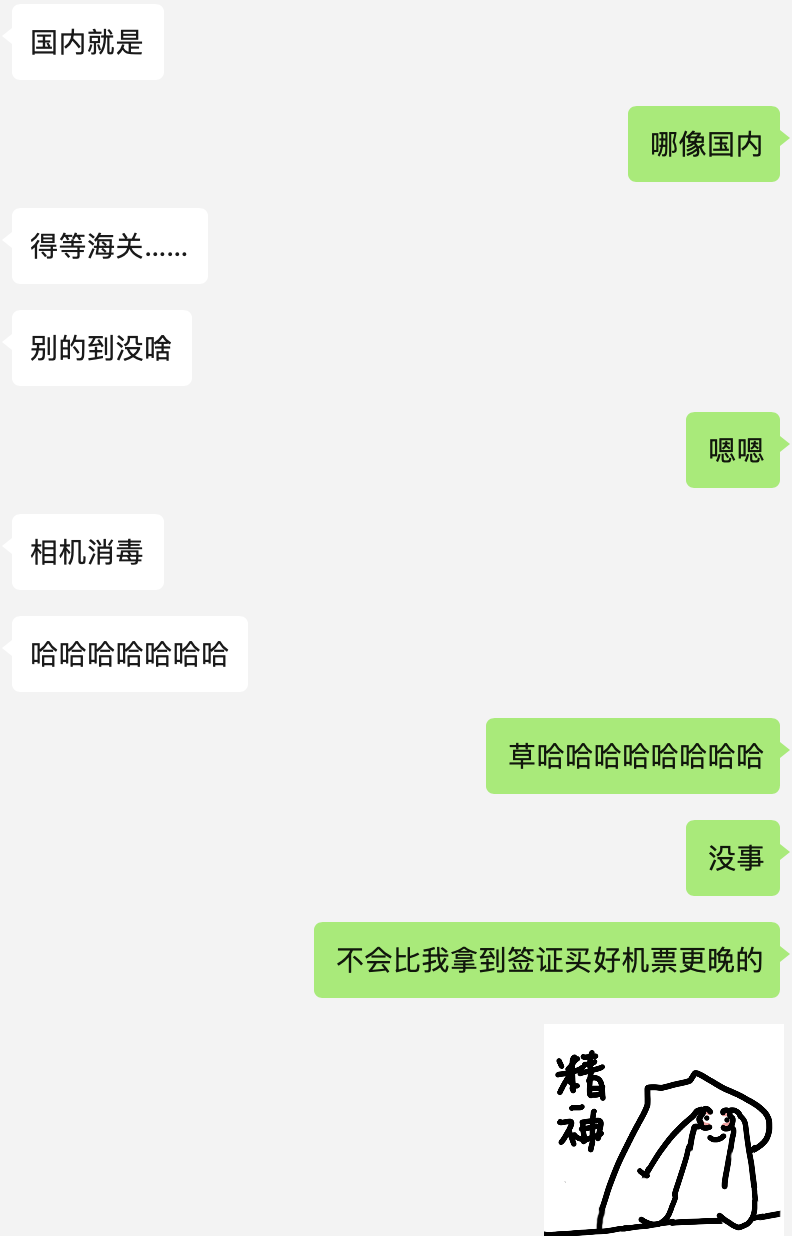 国内就是
哪像国内
得等海关……
别的到没啥
嗯嗯
相机消毒
哈哈哈哈哈哈哈
草哈哈哈哈哈哈哈哈
没事
不会比我拿到签证买好机票更晚的
精
神